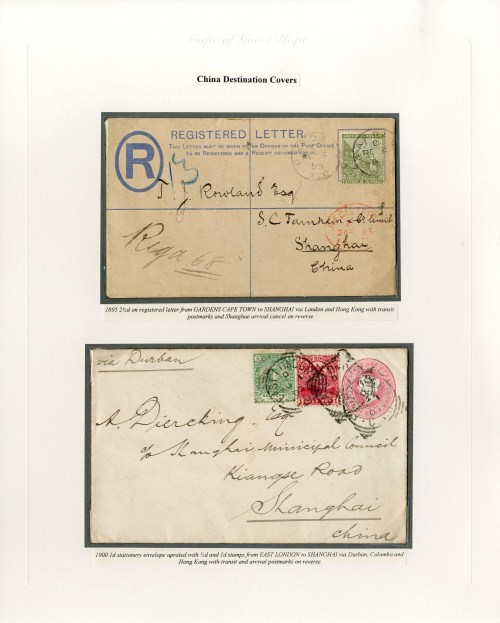 Cape of Good Hope
China Destination Covers
REGISTERED LETTER.
THIS LETTER MUST BE GIVEN TO AN OFFICER OF THE POST OFFICE
TO BE REGISTERED AND A RECEIPT OBTAINED FOR IT.
R
13
T. Rowland Esq
S.C. & Co Limit
Shanghai
China
Regd 68
1895 2½d on registered letter from GARDENS CAPE TOWN to SHANGHAI via London and Hong Kong with transit
postmarks and Shanghae arrival cancel on reverse
via Durban
A. Diercking. Esq
c/o Shanghai Municipal Council
Kiangse Road
Shanghai
China
1900 1d stationery envelope uprated with ½d and 1d stamps from EAST LONDON to SHANGHAI via Durban, Colombo and
Hong Kong with transit and arrival postmarks on reverse